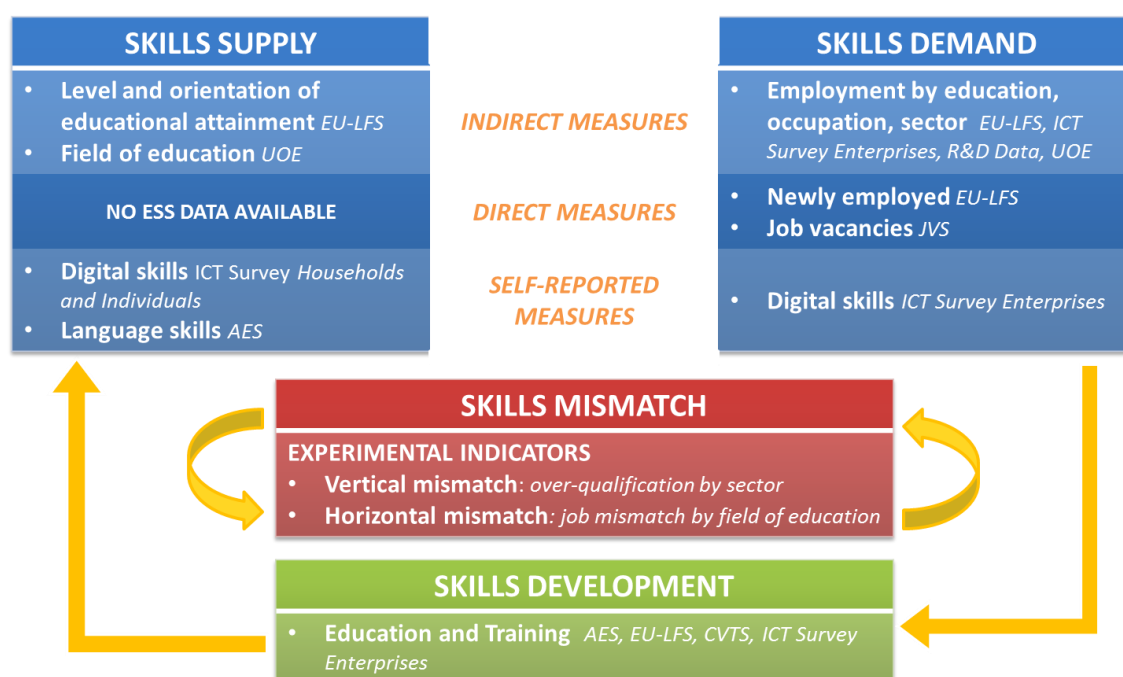 SKILLS SUPPLY
• Level and orientation of
educational attainment EU-LFS
• Field of education UOE
NO ESS DATA AVAILABLE
• Digital skills ICT Survey Households
and Individuals
• Language skills AES
INDIRECT MEASURES
DIRECT MEASURES
SELF-REPORTED
MEASURES
SKILLS DEMAND
• Employment by education,
occupation, sector EU-LFS, ICT
Survey Enterprises, R&D Data, UOE
• Newly employed EU-LFS
• Job vacancies JVS
• Digital skills ICT Survey Enterprises
SKILLS MISMATCH
EXPERIMENTAL INDICATORS
• Vertical mismatch: over-qualification by sector
• Horizontal mismatch: job mismatch by field of education
SKILLS DEVELOPMENT
• Education and Training AES, EU-LFS, CVTS, ICT Survey
Enterprises